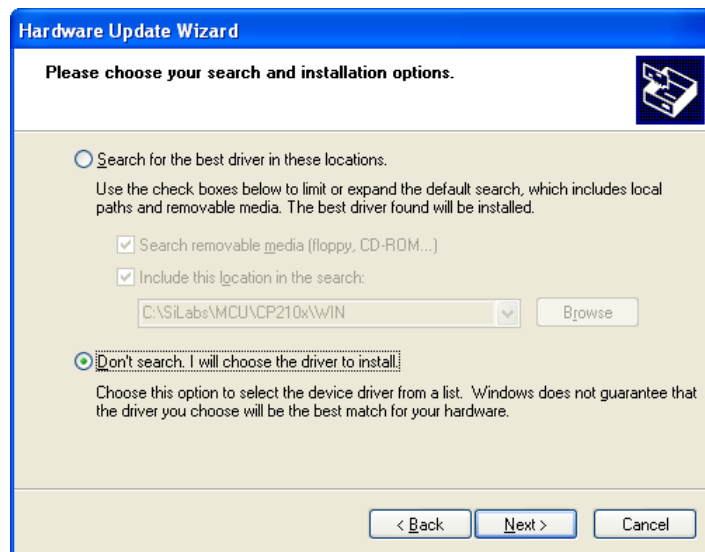 Hardware Update Wizard
Please choose your search and installation options.
Search for the best driver in these locations.
Use the check boxes below to limit or expand the default search, which includes local
paths and removable media. The best driver found will be installed.
Search removable media (floppy, CD-ROM...)
Include this location in the search:
C:\SiLabs\MCU\CP210x\WIN
Browse
Don't search. I will choose the driver to install.
Choose this option to select the device driver from a list. Windows does not guarantee that
the driver you choose will be the best match for your hardware.
< Back Next > Cancel